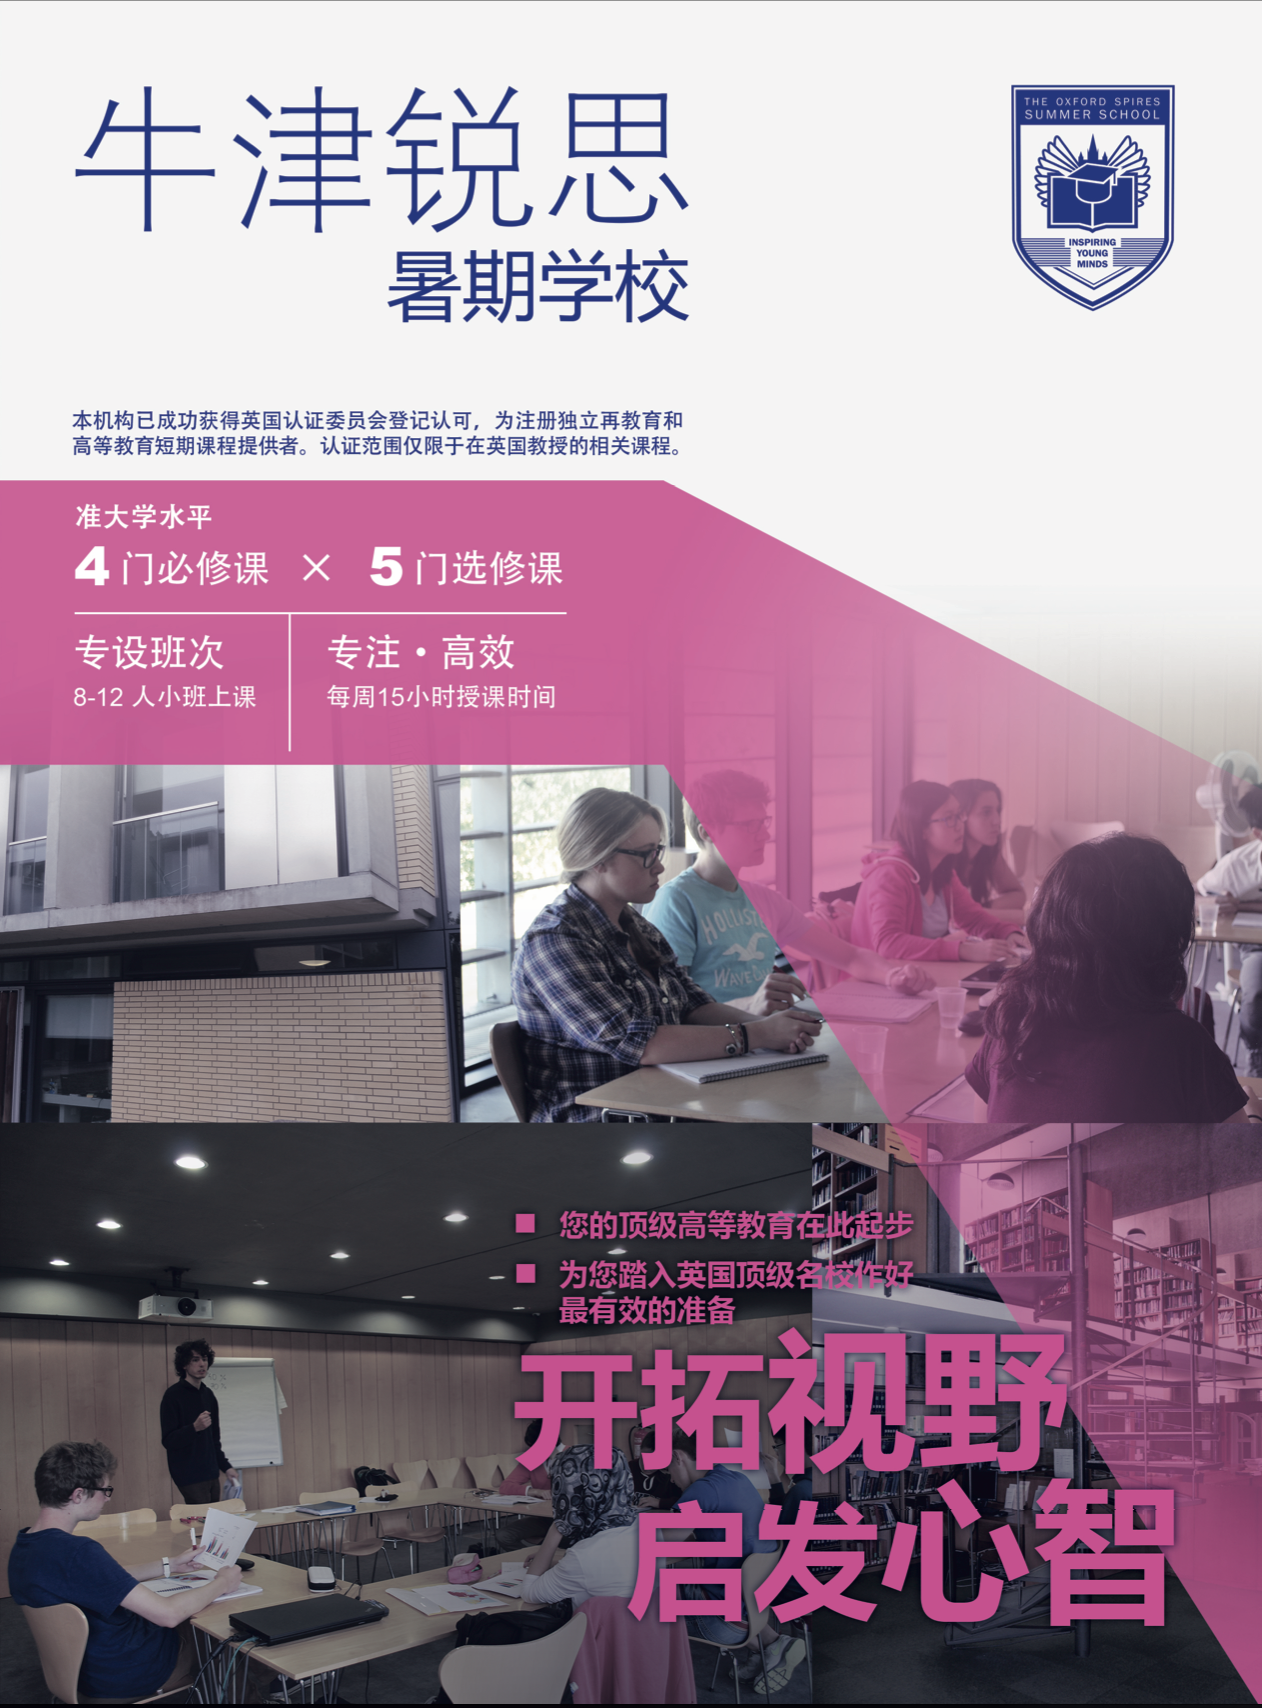 牛津锐思
暑期学校
THE OXFORD SPIRES
SUMMER SCHOOL
INSPIRING
YOUNG
MINDS
本机构已成功获得英国认证委员会登记认可，为注册独立再教育和
高等教育短期课程提供者。认证范围仅限于在英国教授的相关课程。
准大学水平
4 门必修课 × 5 门选修课
专设班次
8-12 人小班上课
专注・高效
每周15小时授课时间
HOLLISTER
■ 您的顶级高等教育在此起步
■ 为您踏入英国顶级名校作好
最有效的准备
开拓视野
启发心智